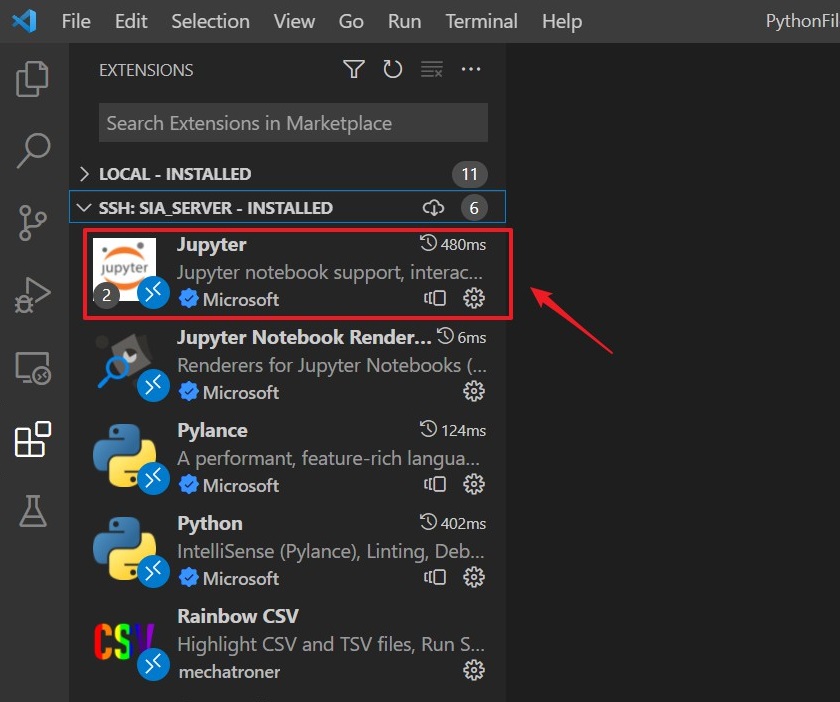 File Edit Selection View Go Run Terminal Help PythonFil
EXTENSIONS
Search Extensions in Marketplace
LOCAL - INSTALLED 11
SSH: SIA_SERVER - INSTALLED 6
Jupyter 480ms
Jupyter notebook support, interac...
jupyter
2
Microsoft
Jupyter Notebook Render... 6ms
Renderers for Jupyter Notebooks (...
Microsoft
Pylance 124ms
A performant, feature-rich langua...
Microsoft
Python 402ms
IntelliSense (Pylance), Linting, Deb...
Microsoft
Rainbow CSV
Highlight CSV and TSV files, Run S...
CSV
mechatroner